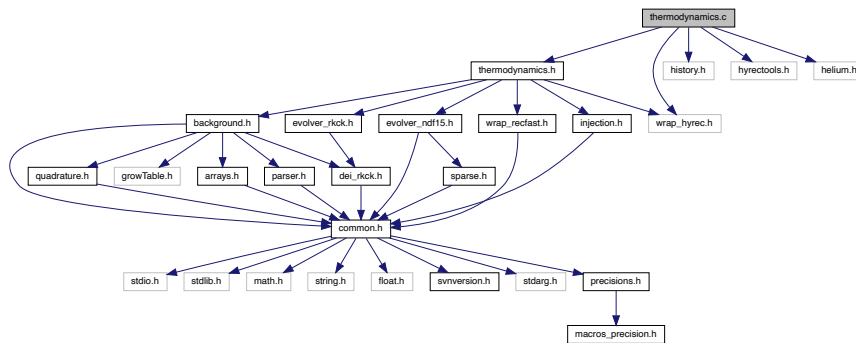 thermodynamics.c
thermodynamics.h
history.h
hyrectools.h
helium.h
background.h
evolver_rkck.h
evolver_ndf15.h
wrap_recfast.h
injection.h
wrap_hyrec.h
quadrature.h
growTable.h
arrays.h
parser.h
dei_rkck.h
sparse.h
common.h
stdio.h
stdlib.h
math.h
string.h
float.h
svnversion.h
stdarg.h
precisions.h
macros_precision.h